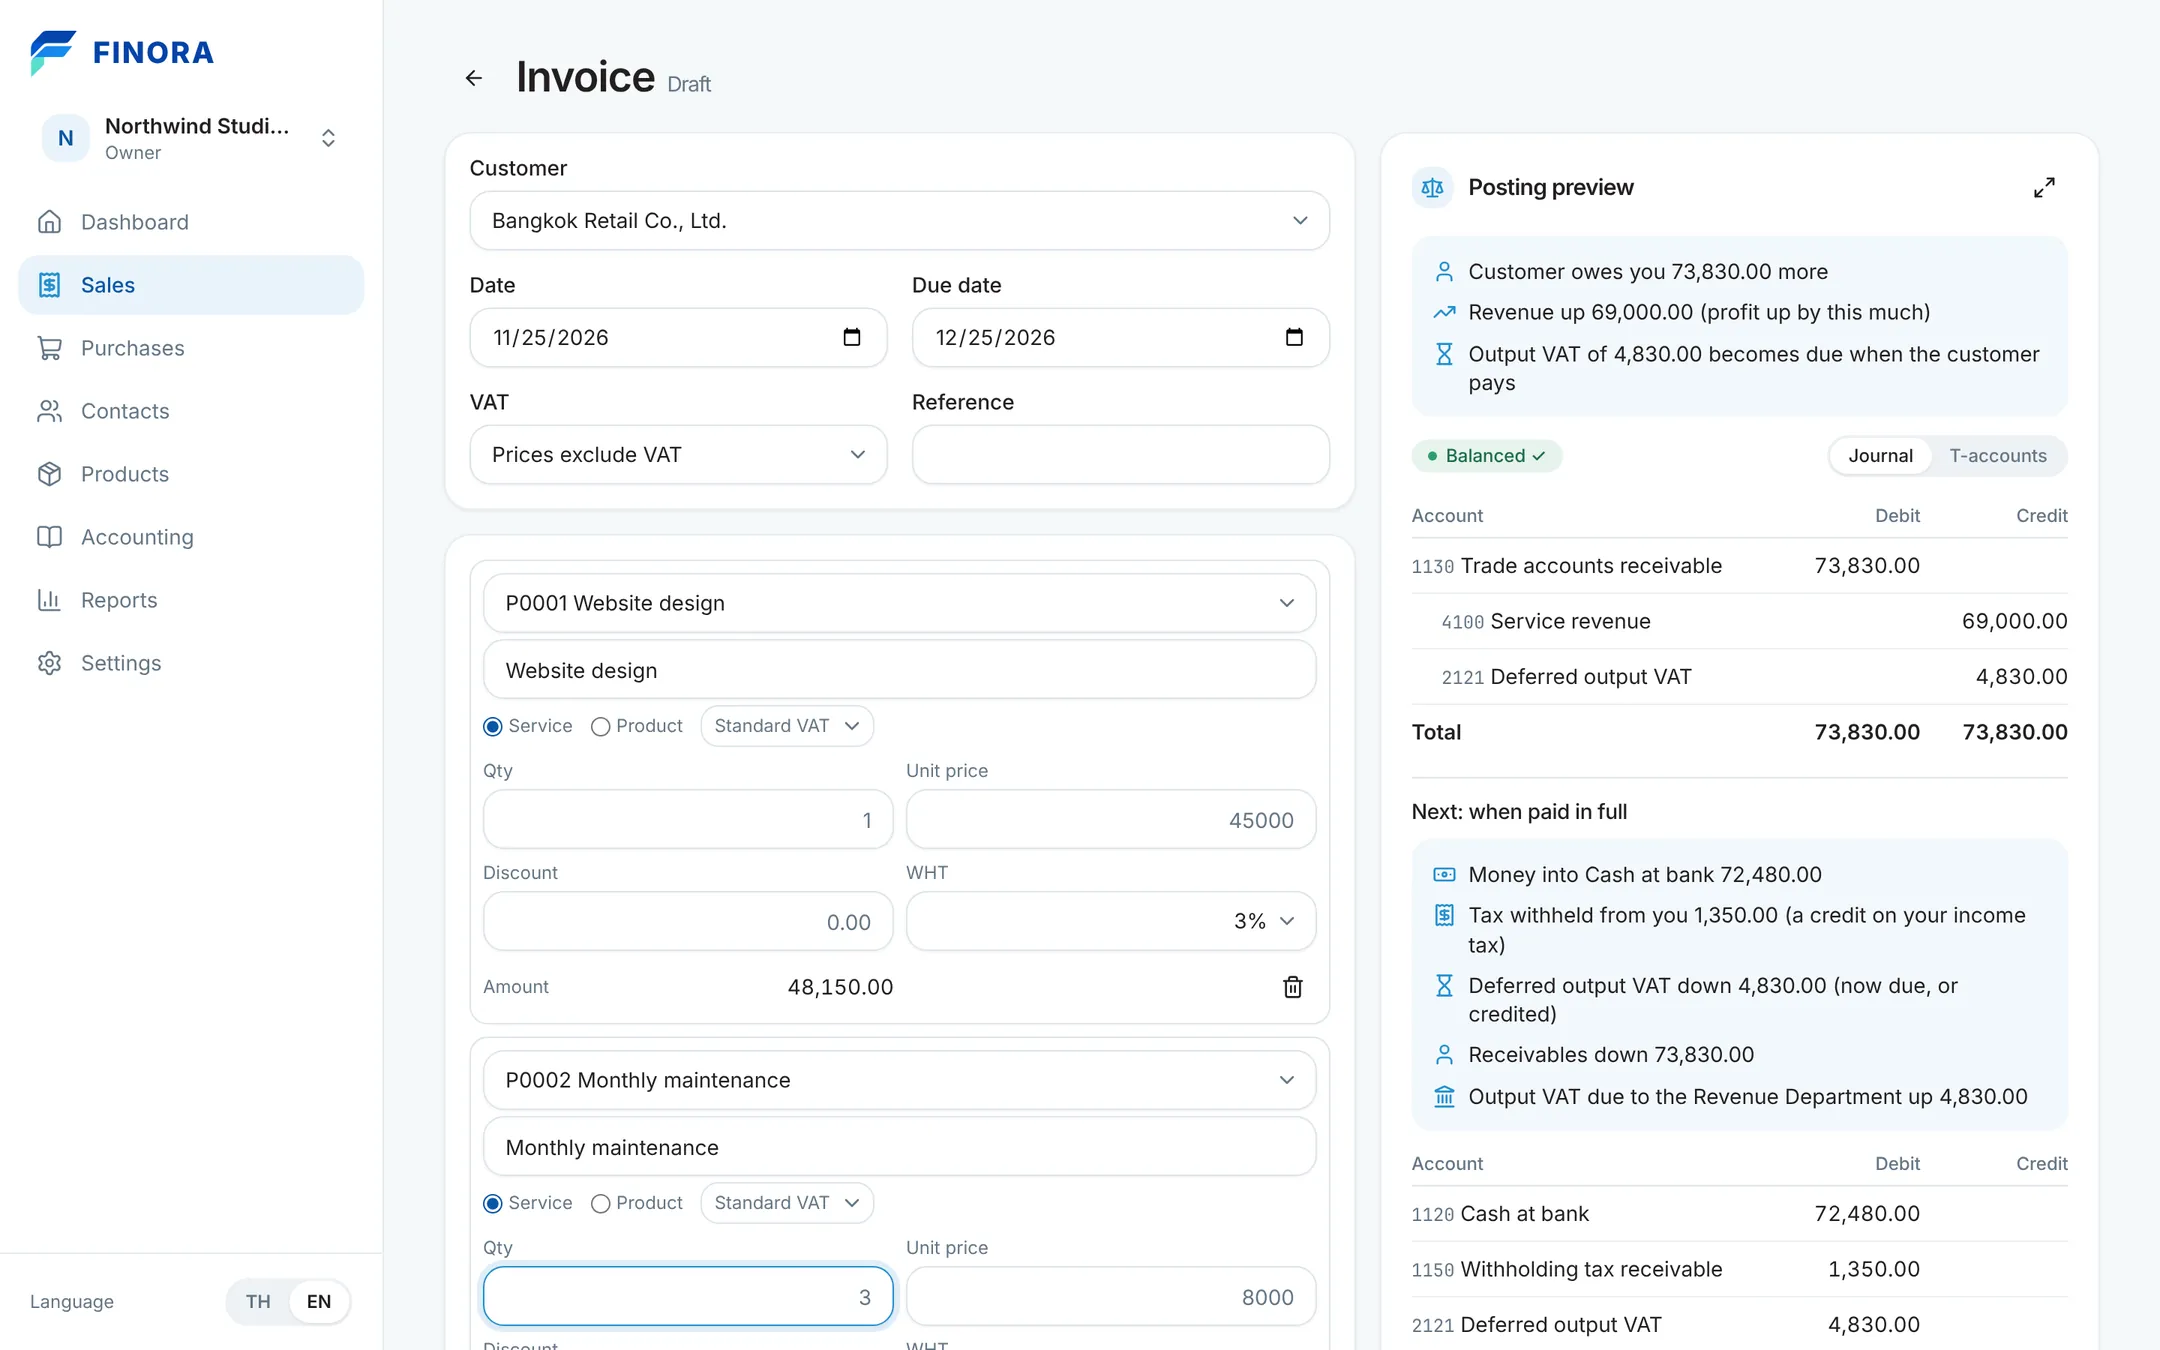 FINORA
N
Northwind Studi...
Owner
Dashboard
Sales
Purchases
Contacts
Products
Accounting
Reports
Settings
Language
TH
EN
Invoice Draft
Customer
Bangkok Retail Co., Ltd.
Date
Due date
11/25/2026
12/25/2026
VAT
Reference
Prices exclude VAT
P0001 Website design
Website design
Service
Product
Standard VAT
Qty
Unit price
1
45000
Discount
WHT
0.00
3%
Amount
48,150.00
P0002 Monthly maintenance
Monthly maintenance
Service
Product
Standard VAT
Qty
Unit price
3
8000
Discount
WHT
Posting preview
Customer owes you 73,830.00 more
Revenue up 69,000.00 (profit up by this much)
Output VAT of 4,830.00 becomes due when the customer
pays
Balanced
Journal
T-accounts
Account Debit Credit
1130 Trade accounts receivable 73,830.00
4100 Service revenue 69,000.00
2121 Deferred output VAT 4,830.00
Total 73,830.00 73,830.00
Next: when paid in full
Money into Cash at bank 72,480.00
Tax withheld from you 1,350.00 (a credit on your income
tax)
Deferred output VAT down 4,830.00 (now due, or
credited)
Receivables down 73,830.00
Output VAT due to the Revenue Department up 4,830.00
Account Debit Credit
1120 Cash at bank 72,480.00
1150 Withholding tax receivable 1,350.00
2121 Deferred output VAT 4,830.00